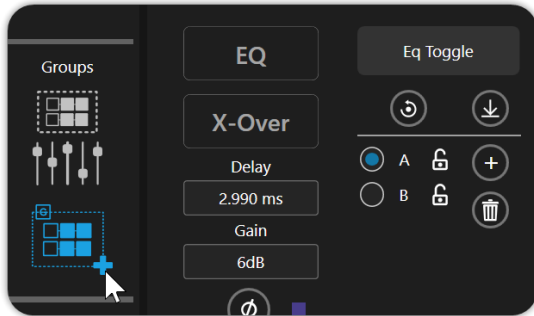 Groups
G
EQ
X-Over
Delay
2.990 ms
Gain
6dB
Eq Toggle
A
B